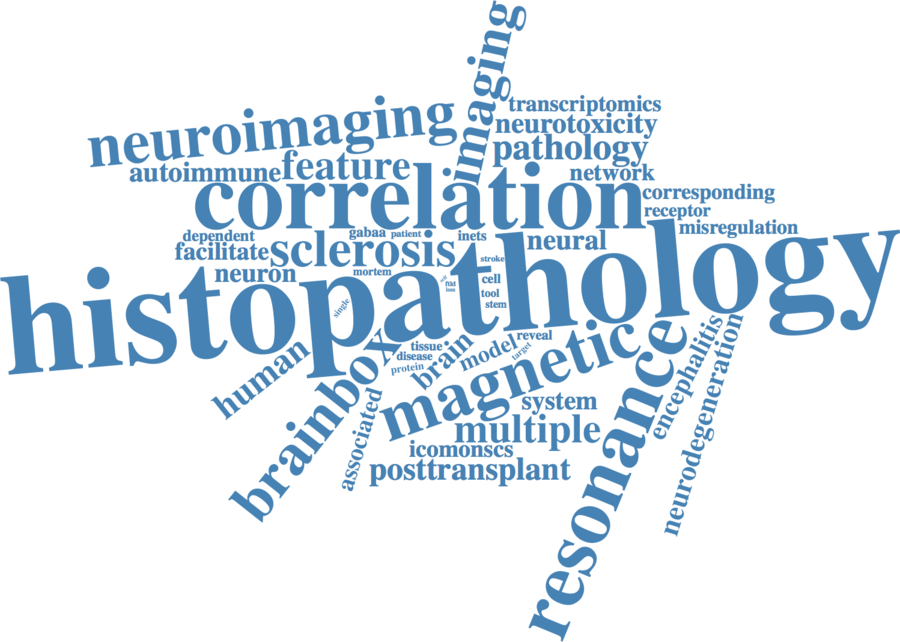 imaging
transcriptomics
neuroimaging
neurotoxicity
pathology
autoimmune
feature
network
correlation
corresponding
receptor
misregulation
dependent
gabaa
patient
inets
neural
facilitate
sclerosis
stroke
neuron
mortem
cell
tool
stem
histopathology
single
tissue
reveal
disease
brain
model
target
protein
human
brainbox
magnetic
resonance
encephalitis
neurodegeneration
associated
system
multiple
icomonscs
posttransplant